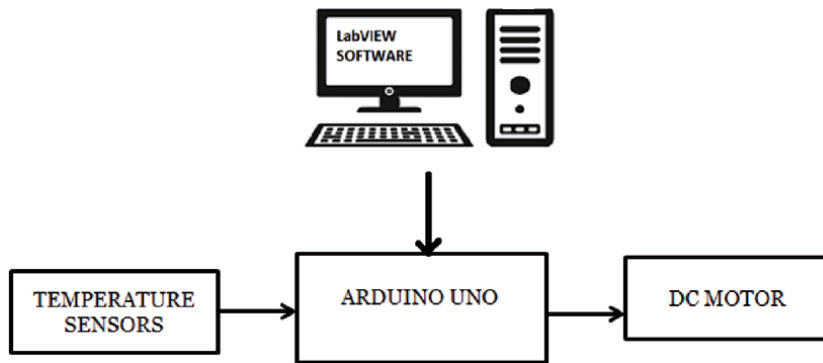 LabVIEW
SOFTWARE
TEMPERATURE
SENSORS
ARDUINO UNO
DC MOTOR